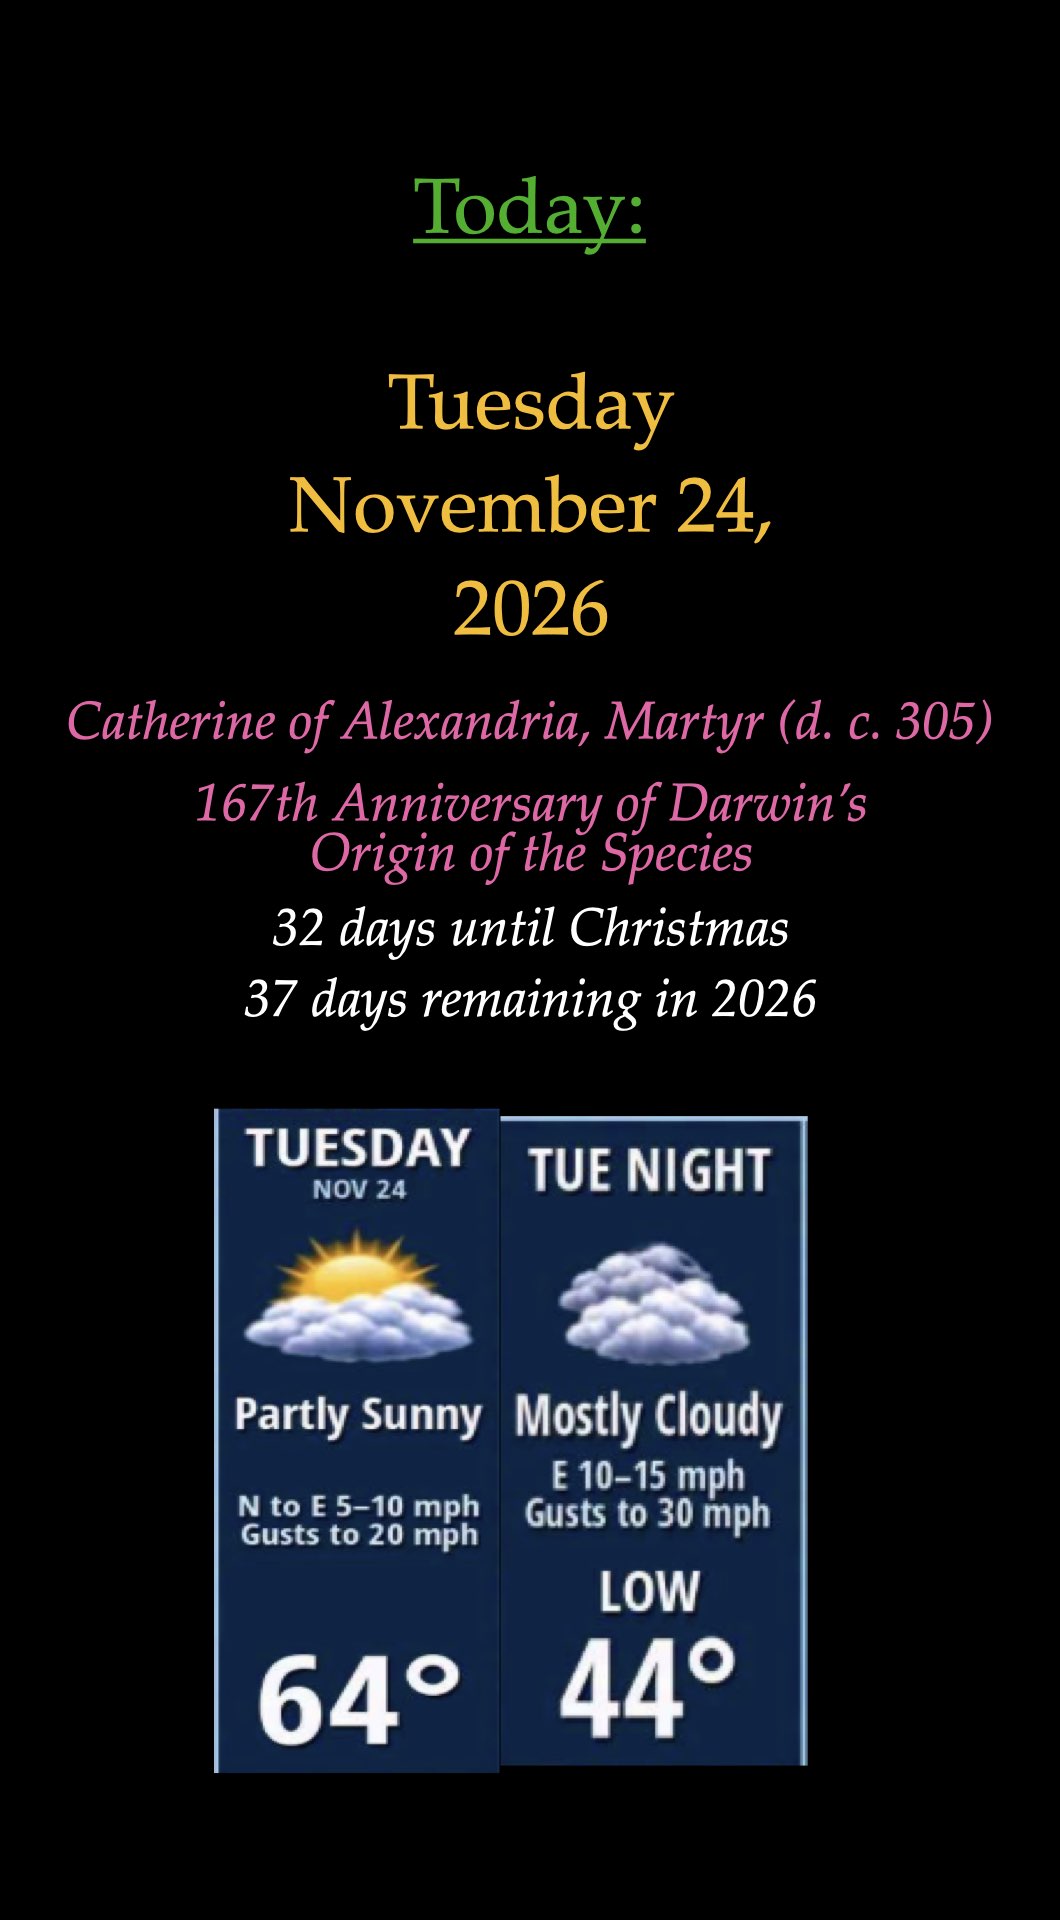 Today:
Tuesday
November 24,
2026
Catherine of Alexandria, Martyr (d. c. 305)
167th Anniversary of Darwin’s
Origin of the Species
32 days until Christmas
37 days remaining in 2026
TUESDAY
NOV 24
Partly Sunny
N to E 5–10 mph
Gusts to 20 mph
64°
TUE NIGHT
Mostly Cloudy
E 10–15 mph
Gusts to 30 mph
LOW
44°